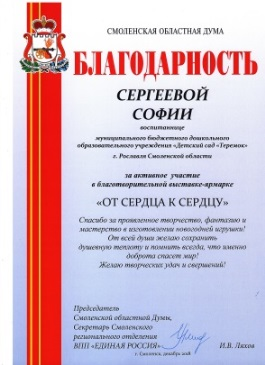 СМОЛЕНСКАЯ ОБЛАСТНАЯ ДУМА
БЛАГОДАРНОСТЬ
СЕРГЕЕВОЙ
СОФИИ
воспитаннице
муниципального бюджетного дошкольного
образовательного учреждения «Детский сад «Теремок»
г. Рославля Смоленской области
за активное участие
в благотворительной выставке-ярмарке
«ОТ СЕРДЦА К СЕРДЦУ»
Спасибо за проявленное творчество, фантазию и
мастерство в изготовлении новогодней игрушки!
От всей души желаю сохранить
душевную теплоту и помнить всегда, что именно
доброта спасет мир!
Желаю творческих удач и свершений!
Председатель
Смоленской областной Думы,
Секретарь Смоленского
регионального отделения
ВПП «ЕДИНАЯ РОССИЯ»
И.В. Ляхов
г. Смоленск, декабрь